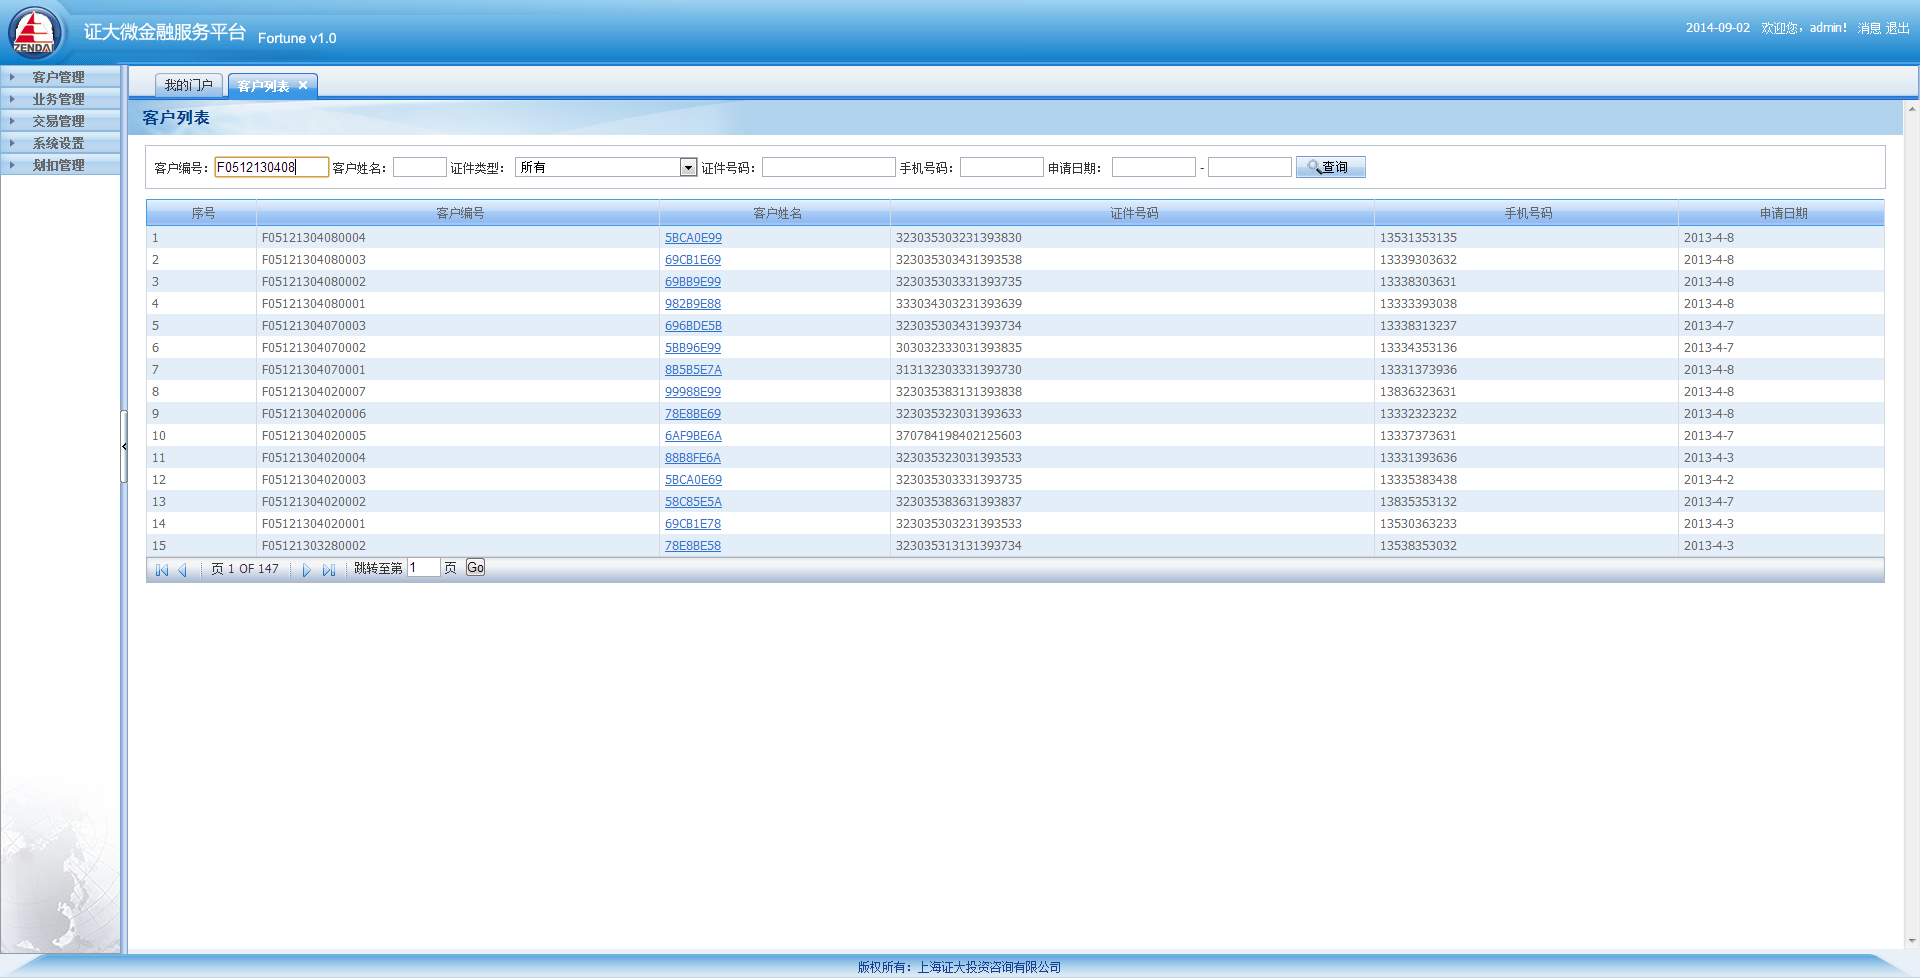 ZENDAI
证大微金融服务平台 Fortune v1.0
2014-09-02 欢迎您，admin! 消息 退出
客户管理
业务管理
交易管理
系统设置
划扣管理
我的门户 客户列表 ×
客户列表
客户编号： F0512130408 客户姓名： 证件类型： 所有 证件号码： 手机号码： 申请日期： - 查询
序号 客户编号 客户姓名 证件号码 手机号码 申请日期
1 F05121304080004 5BCA0E99 323035303231393830 13531353135 2013-4-8
2 F05121304080003 69CB1E69 323035303431393538 13339303632 2013-4-8
3 F05121304080002 69BB9E99 323035303331393735 13338303631 2013-4-8
4 F05121304080001 982B9E88 333034303231393639 13333393038 2013-4-8
5 F05121304070003 696BDE5B 323035303431393734 13338313237 2013-4-7
6 F05121304070002 5BB96E99 303032333031393835 13334353136 2013-4-7
7 F05121304070001 8B5B5E7A 313132303331393730 13331373936 2013-4-8
8 F05121304020007 99988E99 323035383131393838 13836323631 2013-4-8
9 F05121304020006 78E8BE69 323035323031393633 13332323232 2013-4-8
10 F05121304020005 6AF9BE6A 370784198402125603 13337373631 2013-4-7
11 F05121304020004 88B8FE6A 323035323031393533 13331393636 2013-4-3
12 F05121304020003 5BCA0E69 323035303331393735 13335383438 2013-4-2
13 F05121304020002 58C85E5A 323035383631393837 13835353132 2013-4-7
14 F05121304020001 69CB1E78 323035303231393533 13530363233 2013-4-3
15 F05121303280002 78E8BE58 323035313131393734 13538353032 2013-4-3
页 1 OF 147 跳转至第 1 页 Go
版权所有：上海证大投资咨询有限公司